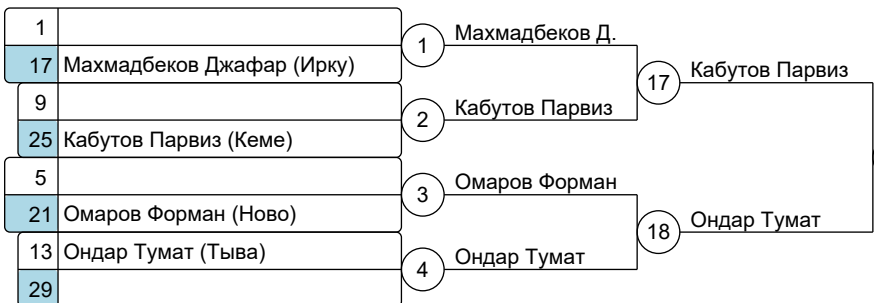 1
17 Махмадбеков Джафар (Ирку)
9
25 Кабутов Парвиз (Кеме)
5
21 Омаров Форман (Ново)
13 Ондар Тумат (Тыва)
29
1 Махмадбеков Д.
2 Кабутов Парвиз
3 Омаров Форман
4 Ондар Тумат
17 Кабутов Парвиз
18 Ондар Тумат